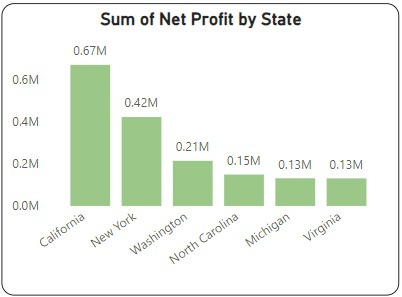 Sum of Net Profit by State
0.67M
0.6M
0.42M
0.4M
0.21M
0.2M
0.15M
0.13M
0.13M
0.0M
California
New York
Washington
North Carolina
Michigan
Virginia